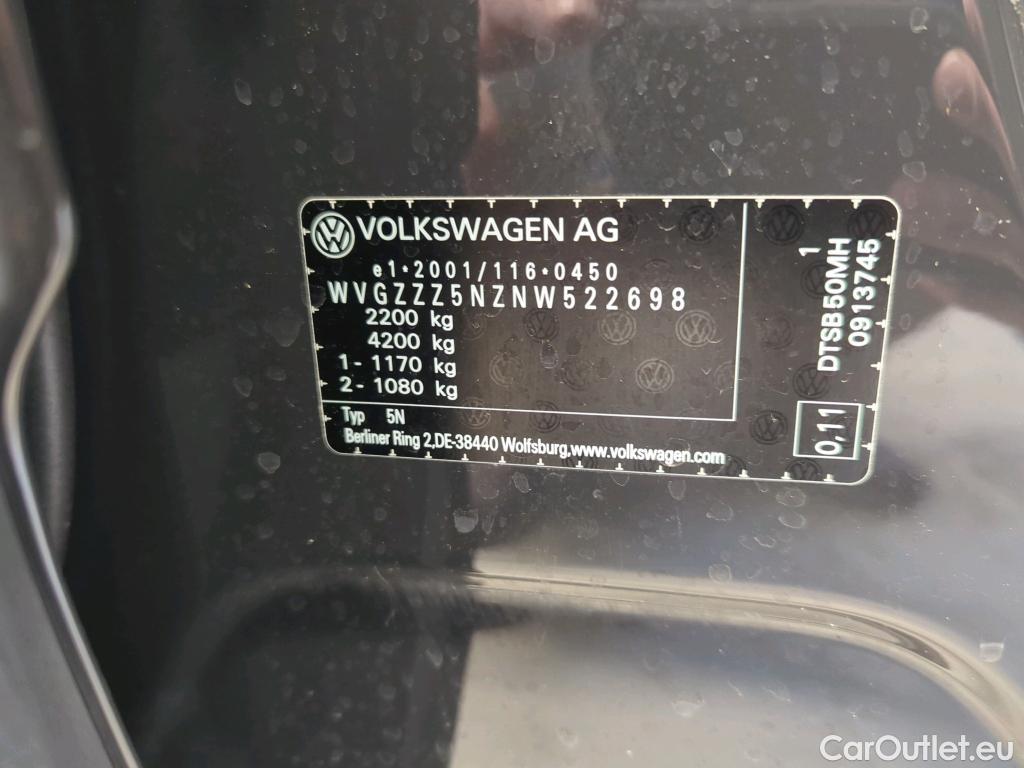 VOLKSWAGEN AG
e1*2001/116*0450
WVGZZZ5NZNW522698
2200 kg
4200 kg
1- 1170 kg
2- 1080 kg
Typ 5N
Berliner Ring 2,DE-38440 Wolfsburg,www.volkswagen.com
1
DTSB50MH
0913745
0,11
CarOutlet.eu